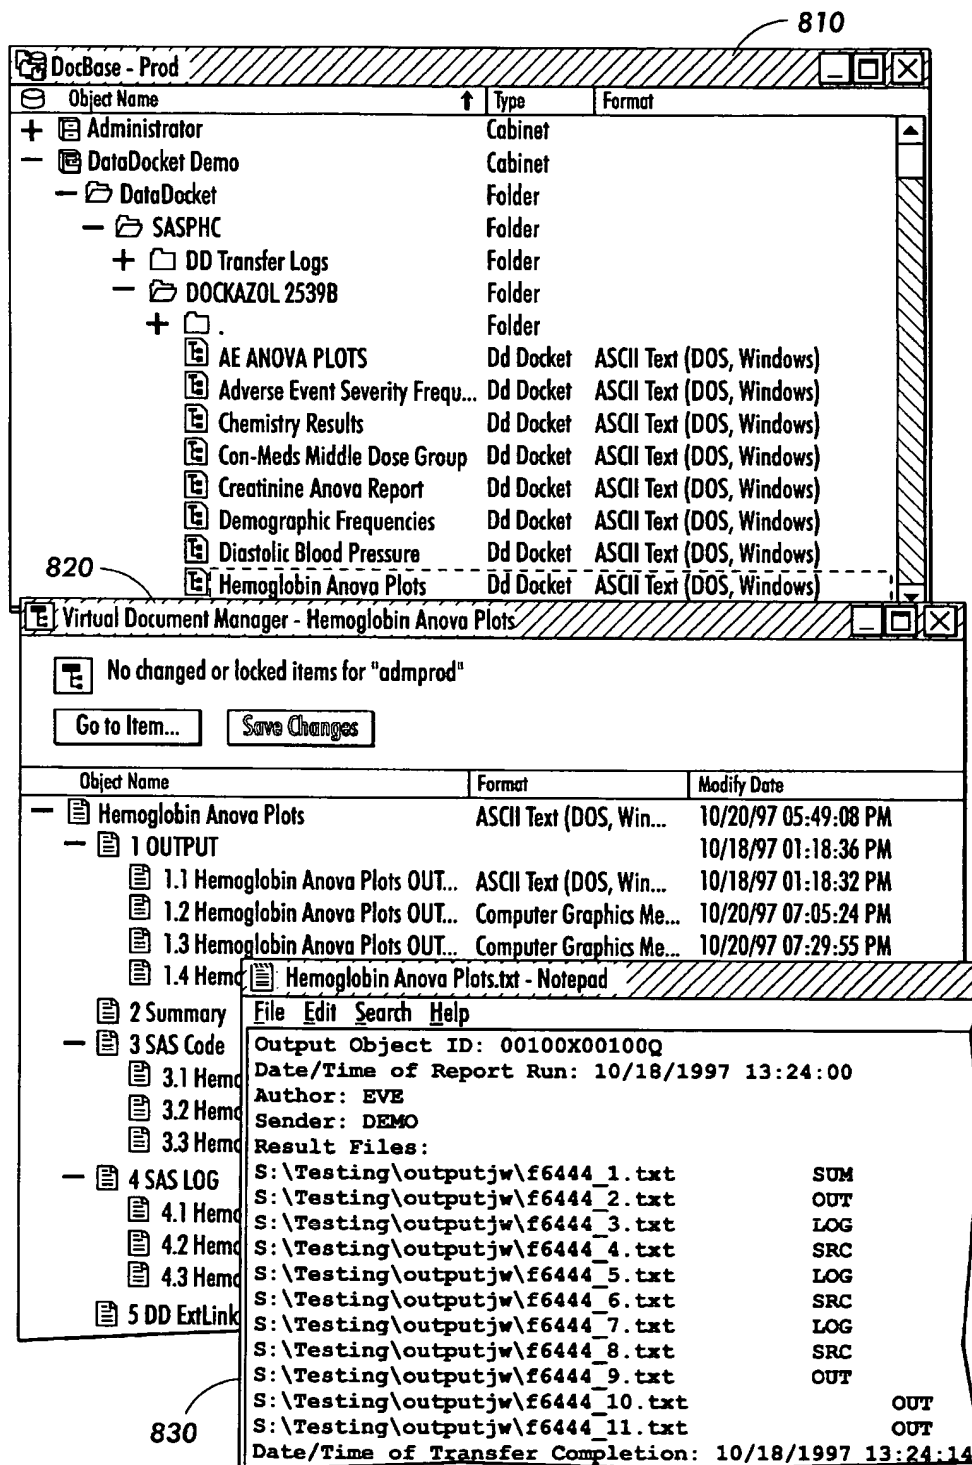 810
DocBase - Prod
Object Name Type Format
+ Administrator Cabinet
− DataDocket Demo Cabinet
− DataDocket Folder
− SASPHC Folder
+ DD Transfer Logs Folder
− DOCKAZOL 2539B Folder
+ . Folder
AE ANOVA PLOTS Dd Docket ASCII Text (DOS, Windows)
Adverse Event Severity Frequ... Dd Docket ASCII Text (DOS, Windows)
Chemistry Results Dd Docket ASCII Text (DOS, Windows)
Con-Meds Middle Dose Group Dd Docket ASCII Text (DOS, Windows)
Creatinine Anova Report Dd Docket ASCII Text (DOS, Windows)
Demographic Frequencies Dd Docket ASCII Text (DOS, Windows)
Diastolic Blood Pressure Dd Docket ASCII Text (DOS, Windows)
820
Hemoglobin Anova Plots Dd Docket ASCII Text (DOS, Windows)
Virtual Document Manager - Hemoglobin Anova Plots
No changed or locked items for "admprod"
Go to Item... Save Changes
Object Name Format Modify Date
− Hemoglobin Anova Plots ASCII Text (DOS, Win... 10/20/97 05:49:08 PM
− 1 OUTPUT 10/18/97 01:18:36 PM
1.1 Hemoglobin Anova Plots OUT... ASCII Text (DOS, Win... 10/18/97 01:18:32 PM
1.2 Hemoglobin Anova Plots OUT... Computer Graphics Me... 10/20/97 07:05:24 PM
1.3 Hemoglobin Anova Plots OUT... Computer Graphics Me... 10/20/97 07:29:55 PM
1.4 Hemo
2 Summary
− 3 SAS Code
3.1 Hemo
3.2 Hemo
3.3 Hemo
− 4 SAS LOG
4.1 Hemo
4.2 Hemo
4.3 Hemo
5 DD ExtLink
Hemoglobin Anova Plots.txt - Notepad
File Edit Search Help
Output Object ID: 00100X00100Q
Date/Time of Report Run: 10/18/1997 13:24:00
Author: EVE
Sender: DEMO
Result Files:
S:\Testing\outputjw\f6444_1.txt SUM
S:\Testing\outputjw\f6444_2.txt OUT
S:\Testing\outputjw\f6444_3.txt LOG
S:\Testing\outputjw\f6444_4.txt SRC
S:\Testing\outputjw\f6444_5.txt LOG
S:\Testing\outputjw\f6444_6.txt SRC
S:\Testing\outputjw\f6444_7.txt LOG
S:\Testing\outputjw\f6444_8.txt SRC
S:\Testing\outputjw\f6444_9.txt OUT
S:\Testing\outputjw\f6444_10.txt OUT
S:\Testing\outputjw\f6444_11.txt OUT
Date/Time of Transfer Completion: 10/18/1997 13:24:14
830